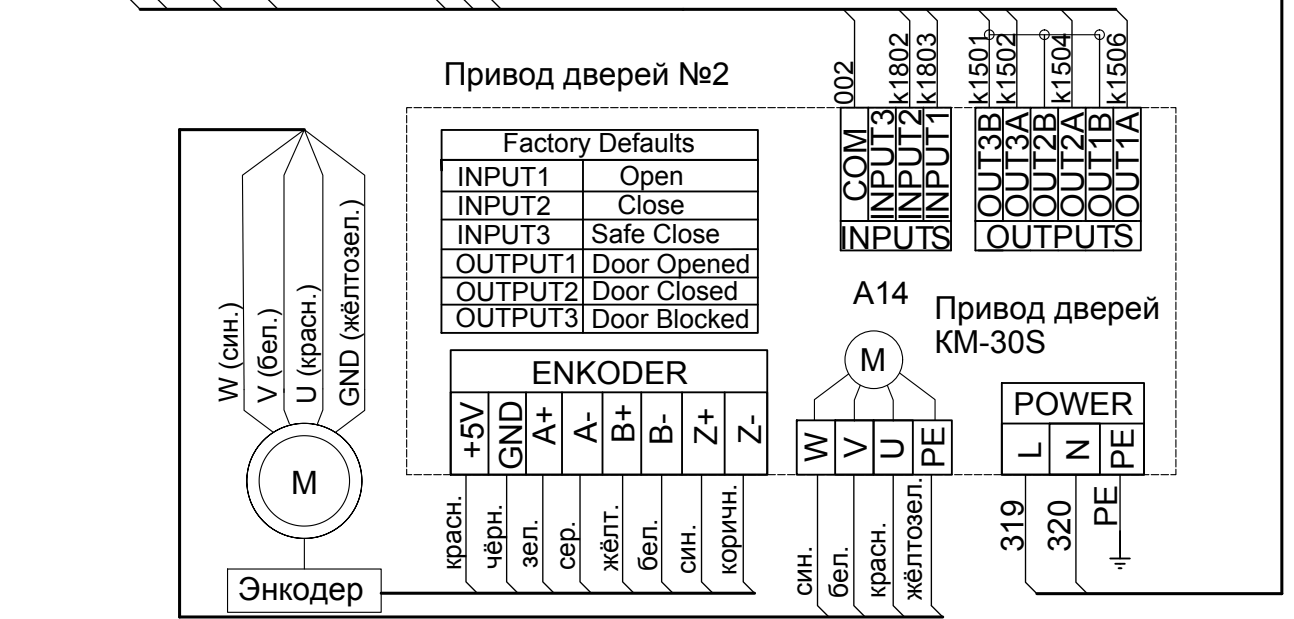 Привод дверей №2
002
k1802
k1803
k1501
k1502
k1504
k1506
COM
INPUT3
INPUT2
INPUT1
INPUTS
OUT3B
OUT3A
OUT2B
OUT2A
OUT1B
OUT1A
OUTPUTS
Factory Defaults
INPUT1 Open
INPUT2 Close
INPUT3 Safe Close
OUTPUT1 Door Opened
OUTPUT2 Door Closed
OUTPUT3 Door Blocked
A14
Привод дверей
КМ-30S
W (син.)
V (бел.)
U (красн.)
GND (жёлтозел.)
M
Энкодер
ENKODER
+5V
GND
A+
A-
B+
B-
Z+
Z-
красн.
чёрн.
зел.
сер.
жёлт.
бел.
син.
коричн.
M
W
V
U
PE
син.
бел.
красн.
жёлтозел.
POWER
L
N
PE
319
320
PE